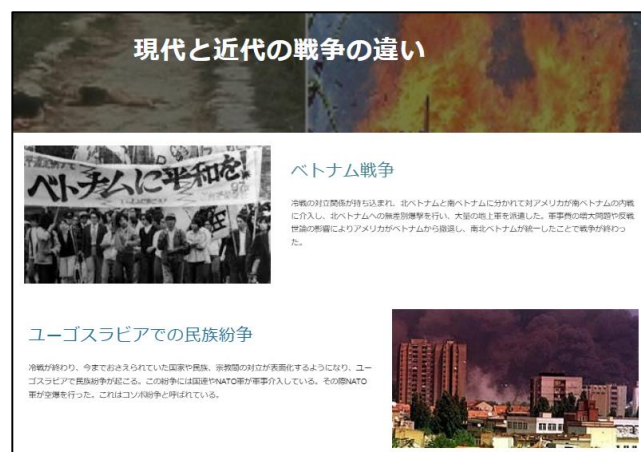 現代と近代の戦争の違い
ベトナムに平和を!
ベトナム戦争
冷戦の対立関係が持ち込まれ、北ベトナムと南ベトナムに分かれて対アメリカが南ベトナムの内戦
に介入し、北ベトナムへの無差別爆撃を行い、大量の地上軍を派遣した。軍事費の増大問題や反戦
世論の影響によりアメリカがベトナムから撤退し、南北ベトナムが統一したことで戦争が終わっ
た。
ユーゴスラビアでの民族紛争
冷戦が終わり、今までおさえられていた国家や民族、宗教間の対立が表面化するようになり、ユー
ゴスラビアで民族紛争が起こる。この紛争には国連やNATO軍が軍事介入している。その際NATO
軍が空爆を行った。これはコソボ紛争と呼ばれている。